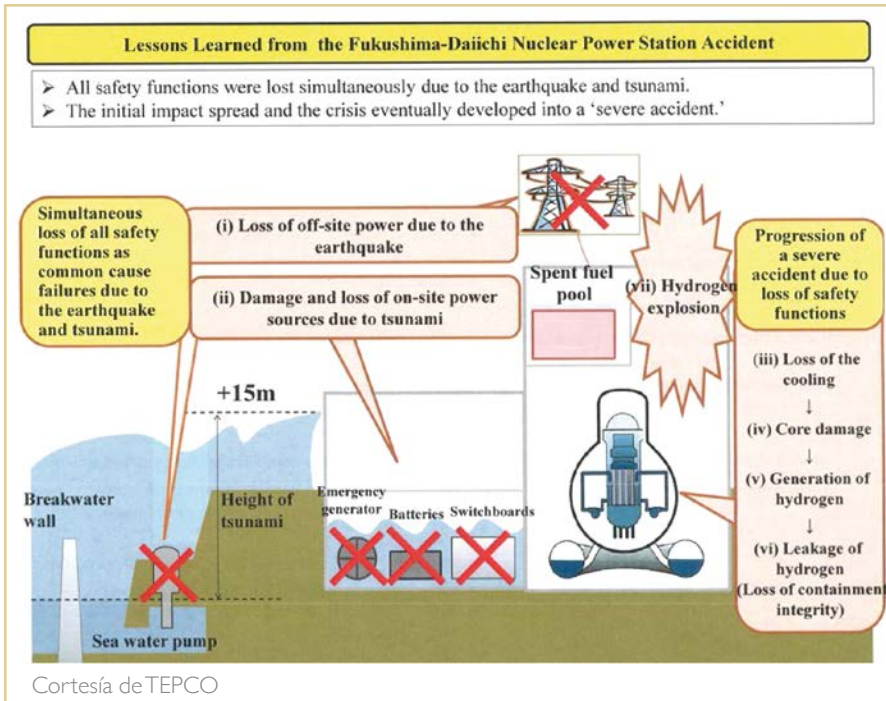 Lessons Learned from the Fukushima-Daiichi Nuclear Power Station Accident
➢ All safety functions were lost simultaneously due to the earthquake and tsunami.
➢ The initial impact spread and the crisis eventually developed into a ‘severe accident.’
Simultaneous
loss of all safety
functions as
common cause
failures due to
the earthquake
and tsunami.
(i) Loss of off-site power due to the
earthquake
(ii) Damage and loss of on-site power
sources due to tsunami
Spent fuel
pool
(vii) Hydrogen
explosion
Progression of
a severe
accident due to
loss of safety
functions
(iii) Loss of the
cooling
↓
(iv) Core damage
↓
(v) Generation of
hydrogen
↓
(vi) Leakage of
hydrogen
(Loss of containment
integrity)
+15m
Breakwater
wall
Height of
tsunami
Emergency
generator
Batteries
Switchboards
Sea water pump
Cortesía de TEPCO